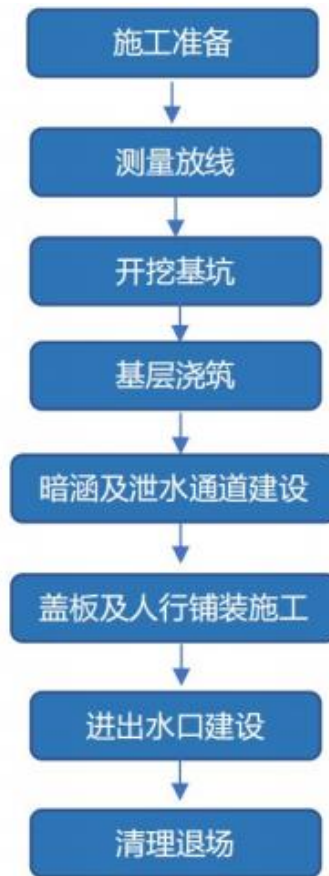 施工准备
测量放线
开挖基坑
基层浇筑
暗涵及泄水通道建设
盖板及人行铺装施工
进出水口建设
清理退场